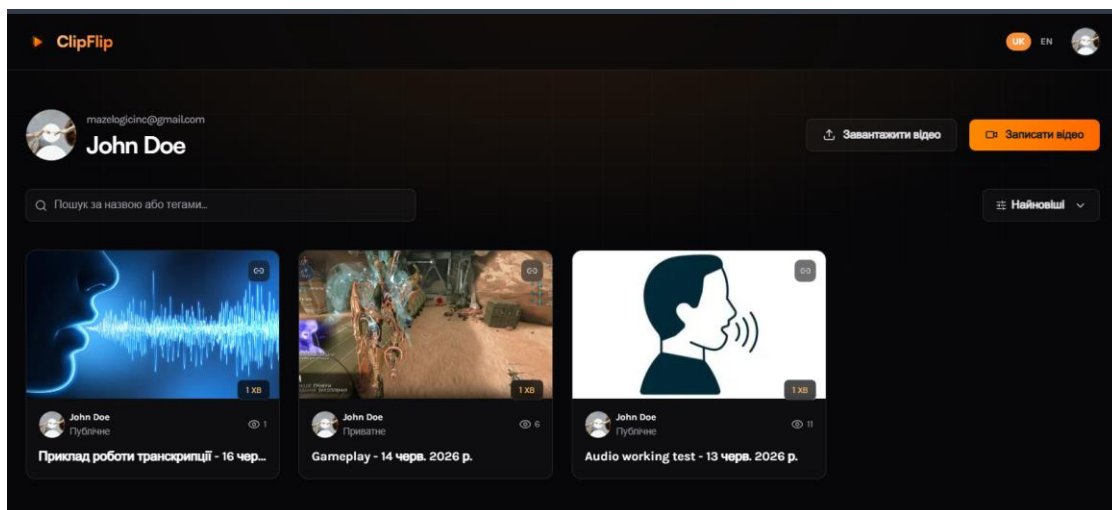 ClipFlip
UK EN
mazelogicinc@gmail.com
John Doe
Завантажити відео
Записати відео
Пошук за назвою або тегами...
Найновіші
1 ХВ
1 ХВ
1 ХВ
John Doe
Публічне
1
Приклад роботи транскрипції - 16 чер...
John Doe
Приватне
6
Gameplay - 14 черв. 2026 р.
John Doe
Публічне
11
Audio working test - 13 черв. 2026 р.